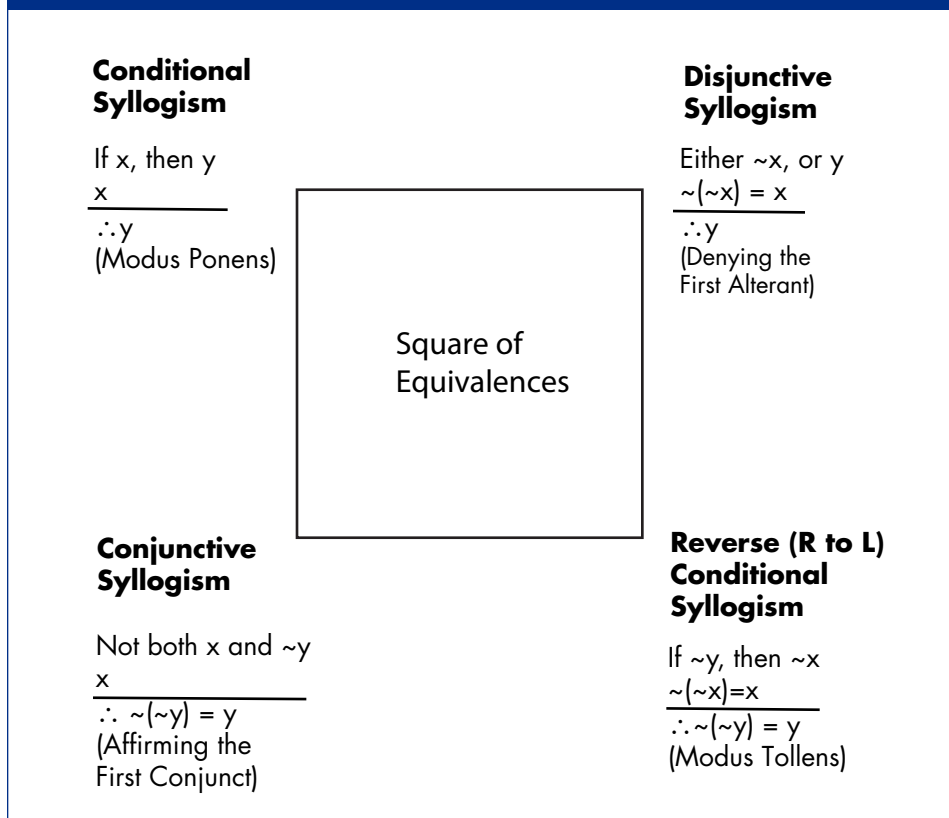 Conditional
Syllogism
If x, then y
x
∴y
(Modus Ponens)
Disjunctive
Syllogism
Either ~x, or y
~(~x) = x
∴y
(Denying the
First Alterant)
Square of
Equivalences
Conjunctive
Syllogism
Not both x and ~y
x
∴ ~(~y) = y
(Affirming the
First Conjunct)
Reverse (R to L)
Conditional
Syllogism
If ~y, then ~x
~(~x)=x
∴~(~y) = y
(Modus Tollens)